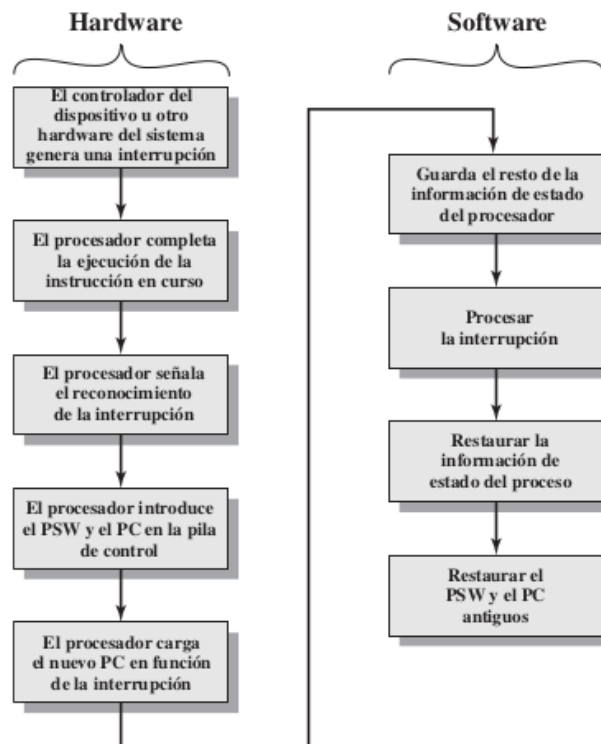 Hardware
El controlador del
dispositivo u otro
hardware del sistema
genera una interrupción
El procesador completa
la ejecución de la
instrucción en curso
El procesador señala
el reconocimiento
de la interrupción
El procesador introduce
el PSW y el PC en la pila
de control
El procesador carga
el nuevo PC en función
de la interrupción
Software
Guarda el resto de la
información de estado
del procesador
Procesar
la interrupción
Restaurar la
información de
estado del proceso
Restaurar el
PSW y el PC
antiguos